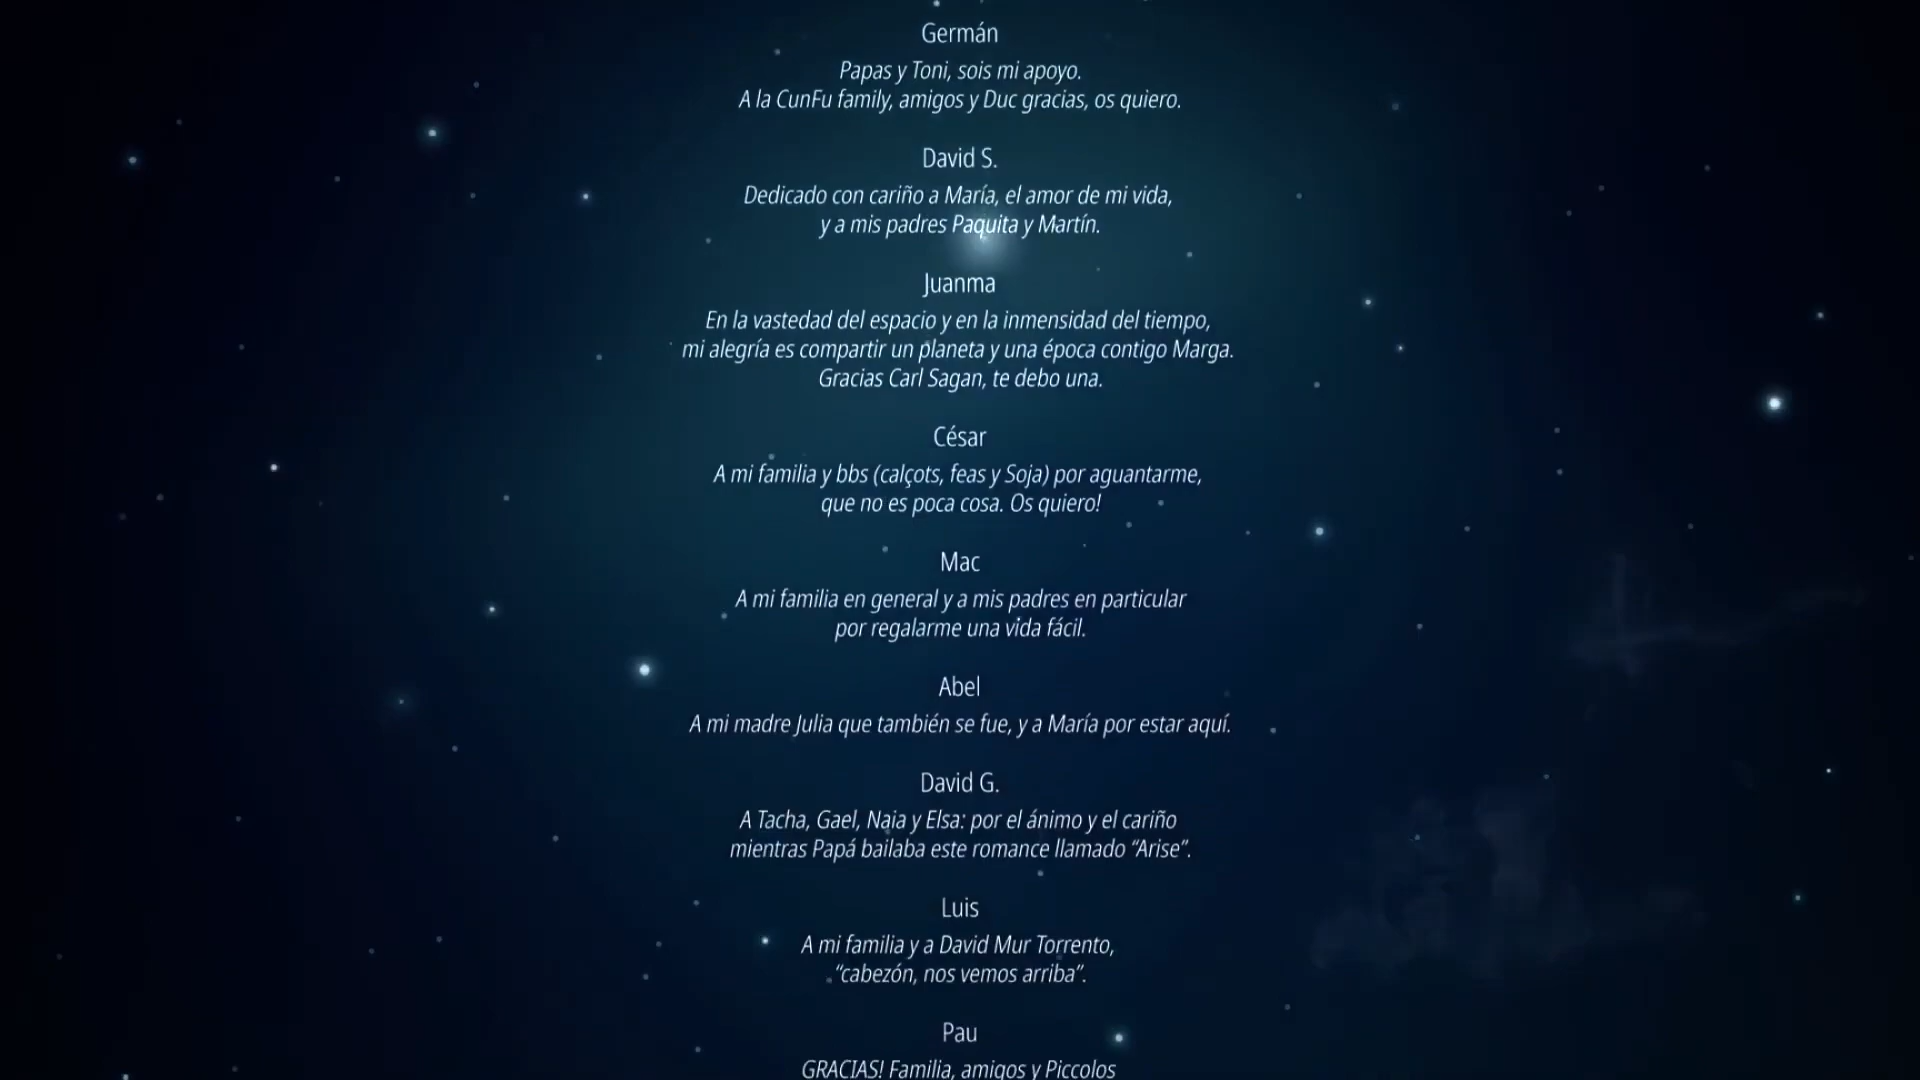 Germán
Papas y Toni, sois mi apoyo.
A la CunFu family, amigos y Duc gracias, os quiero.
David S.
Dedicado con cariño a María, el amor de mi vida,
y a mis padres Paquita y Martín.
Juanma
En la vastedad del espacio y en la inmensidad del tiempo,
mi alegría es compartir un planeta y una época contigo Marga.
Gracias Carl Sagan, te debo una.
César
A mi familia y bbs (calçots, feas y Soja) por aguantarme,
que no es poca cosa. Os quiero!
Mac
A mi familia en general y a mis padres en particular
por regalarme una vida fácil.
Abel
A mi madre Julia que también se fue, y a María por estar aquí.
David G.
A Tacha, Gael, Naia y Elsa: por el ánimo y el cariño
mientras Papá bailaba este romance llamado “Arise”.
Luis
A mi familia y a David Mur Torrento,
“cabezón, nos vemos arriba”.
Pau
GRACIAS! Familia, amigos y Piccolos